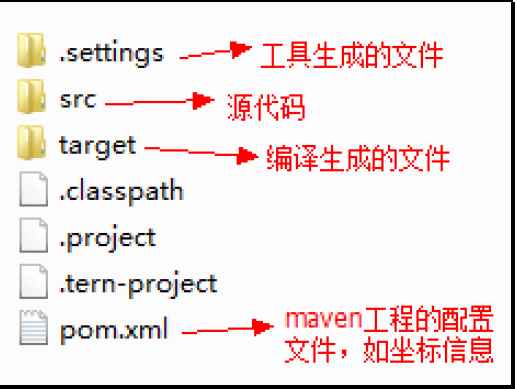 .settings 工具生成的文件
src 源代码
target 编译生成的文件
.classpath
.project
.tern-project
pom.xml maven工程的配置
文件，如坐标信息